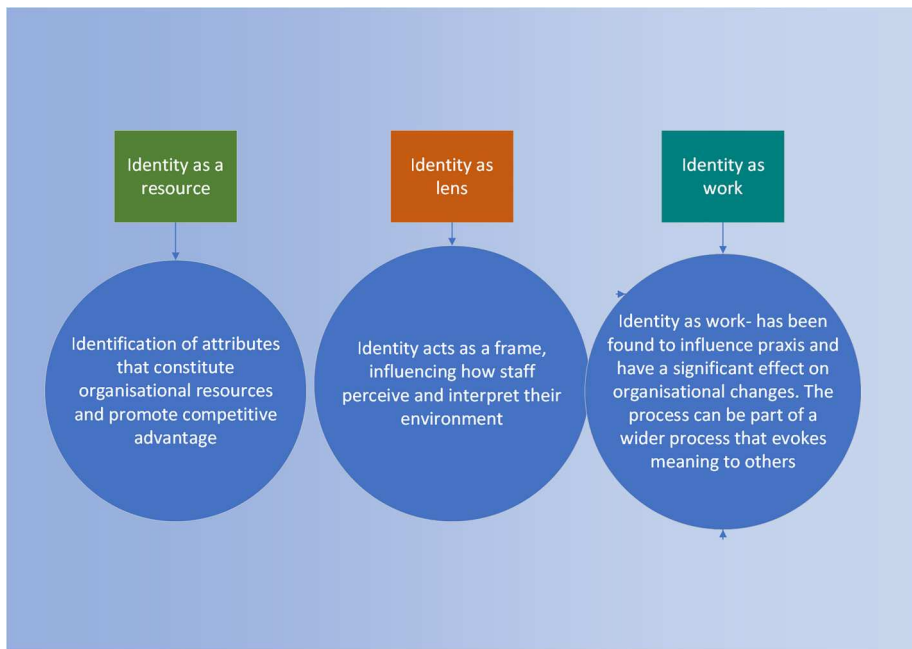 Identity as a
resource
Identity as
lens
Identity as
work
Identification of attributes
that constitute
organisational resources
and promote competitive
advantage
Identity acts as a frame,
influencing how staff
perceive and interpret their
environment
Identity as work- has been
found to influence praxis and
have a significant effect on
organisational changes. The
process can be part of a
wider process that evokes
meaning to others